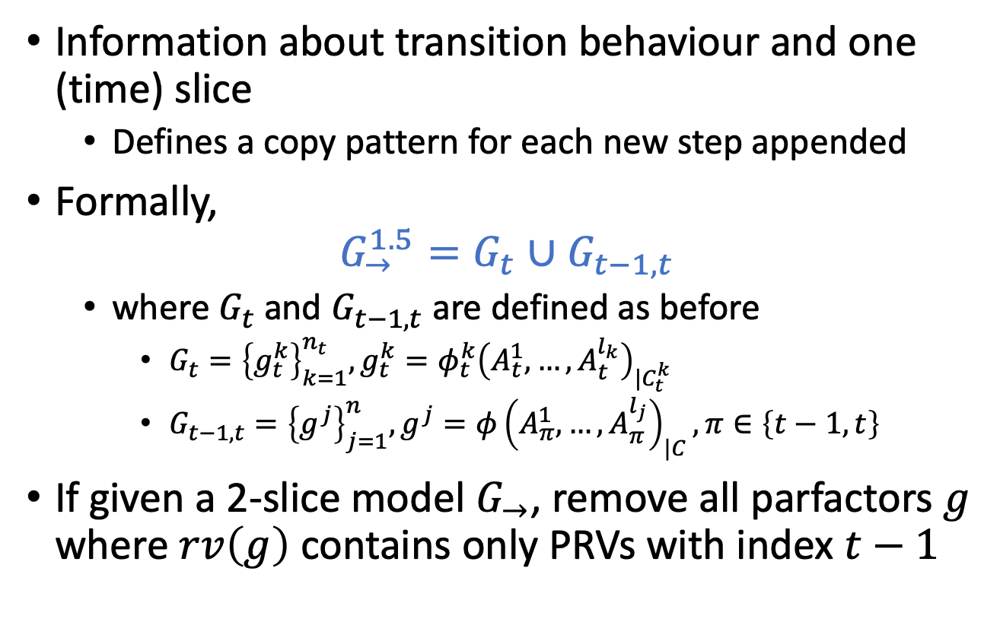 • Information about transition behaviour and one
(time) slice
• Defines a copy pattern for each new step appended
• Formally,
$G_{\rightarrow}^{1.5} = G_t \cup G_{t-1,t}$
• where $G_t$ and $G_{t-1,t}$ are defined as before
• $G_t = \{g_t^k\}_{k=1}^{n_t}, g_t^k = \phi_t^k(A_t^1, \ldots, A_t^{l_k})_{|C_t^k}$
• $G_{t-1,t} = \{g^j\}_{j=1}^{n}, g^j = \phi(A_\pi^1, \ldots, A_\pi^{l_j})_{|C}, \pi \in \{t-1, t\}$
• If given a 2-slice model $G_{\rightarrow}$, remove all parfactors $g$
where $rv(g)$ contains only PRVs with index $t-1$